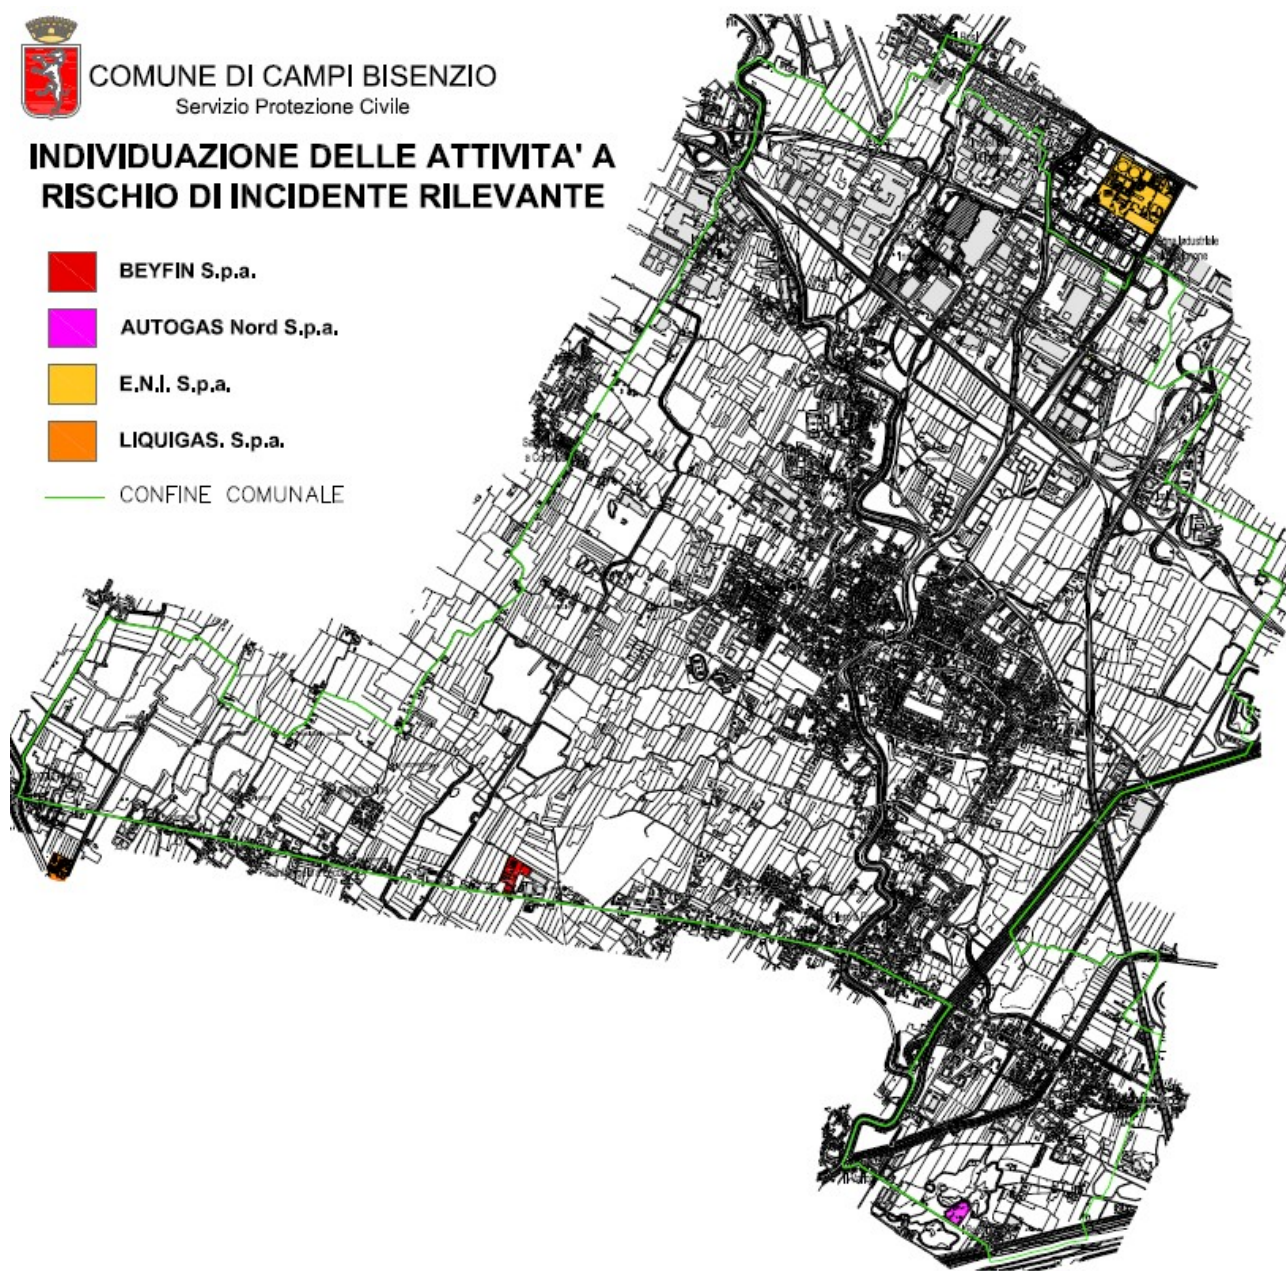 COMUNE DI CAMPI BISENZIO
Servizio Protezione Civile
INDIVIDUAZIONE DELLE ATTIVITA' A
RISCHIO DI INCIDENTE RILEVANTE
BEYFIN S.p.a.
AUTOGAS Nord S.p.a.
E.N.I. S.p.a.
LIQUIGAS. S.p.a.
CONFINE COMUNALE
Industriale